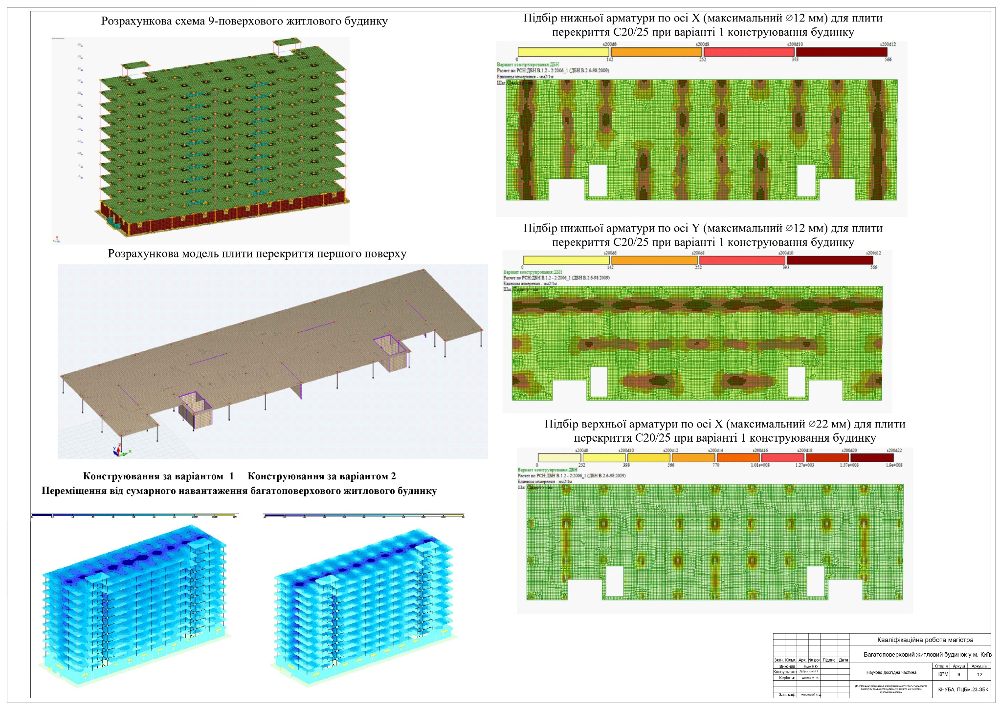 Розрахункова схема 9-поверхового житлового будинку
Розрахункова модель плити перекриття першого поверху
Конструювання за варіантом 1
Конструювання за варіантом 2
Переміщення від сумарного навантаження багатоповерхового житлового будинку
Підбір нижньої арматури по осі X (максимальний ∅12 мм) для плити
перекриття С20/25 при варіанті 1 конструювання будинку
s200d6 s200d8 s200d10 s200d12
0 142 252 393 566
Вариант конструирования:ДБН
Расчет по РСН:ДБН В.1.2 - 2:2006_1 (ДБН В.2.6-98:2009)
Единицы измерения - мм2/1м
Шаг, Диаметр - мм
Підбір нижньої арматури по осі Y (максимальний ∅12 мм) для плити
перекриття С20/25 при варіанті 1 конструювання будинку
s200d6 s200d8 s200d10 s200d12
0 142 252 393 566
Вариант конструирования:ДБН
Расчет по РСН:ДБН В.1.2 - 2:2006_1 (ДБН В.2.6-98:2009)
Единицы измерения - мм2/1м
Шаг, Диаметр - мм
Підбір верхньої арматури по осі X (максимальний ∅22 мм) для плити
перекриття С20/25 при варіанті 1 конструювання будинку
s200d8 s200d10 s200d12 s200d14 s200d16 s200d18 s200d20 s200d22
0 252 393 566 770 1.01e+003 1.27e+003 1.57e+003 1.9e+003
Вариант конструирования:ДБН
Расчет по РСН:ДБН В.1.2 - 2:2006_1 (ДБН В.2.6-98:2009)
Единицы измерения - мм2/1м
Шаг, Диаметр - мм
Z
Y
X
Кваліфікаційна робота магістра
Багатоповерховий житловий будинок у м. Київ
Змін. Кільк. Арк. № док Підпис Дата
Виконав
Консультант
Керівник
Зав. каф.
Науково-дослідна частина
Стадія Аркуш Аркушів
КРМ 9 12
КНУБА, ПЦБм-23-ЗБК